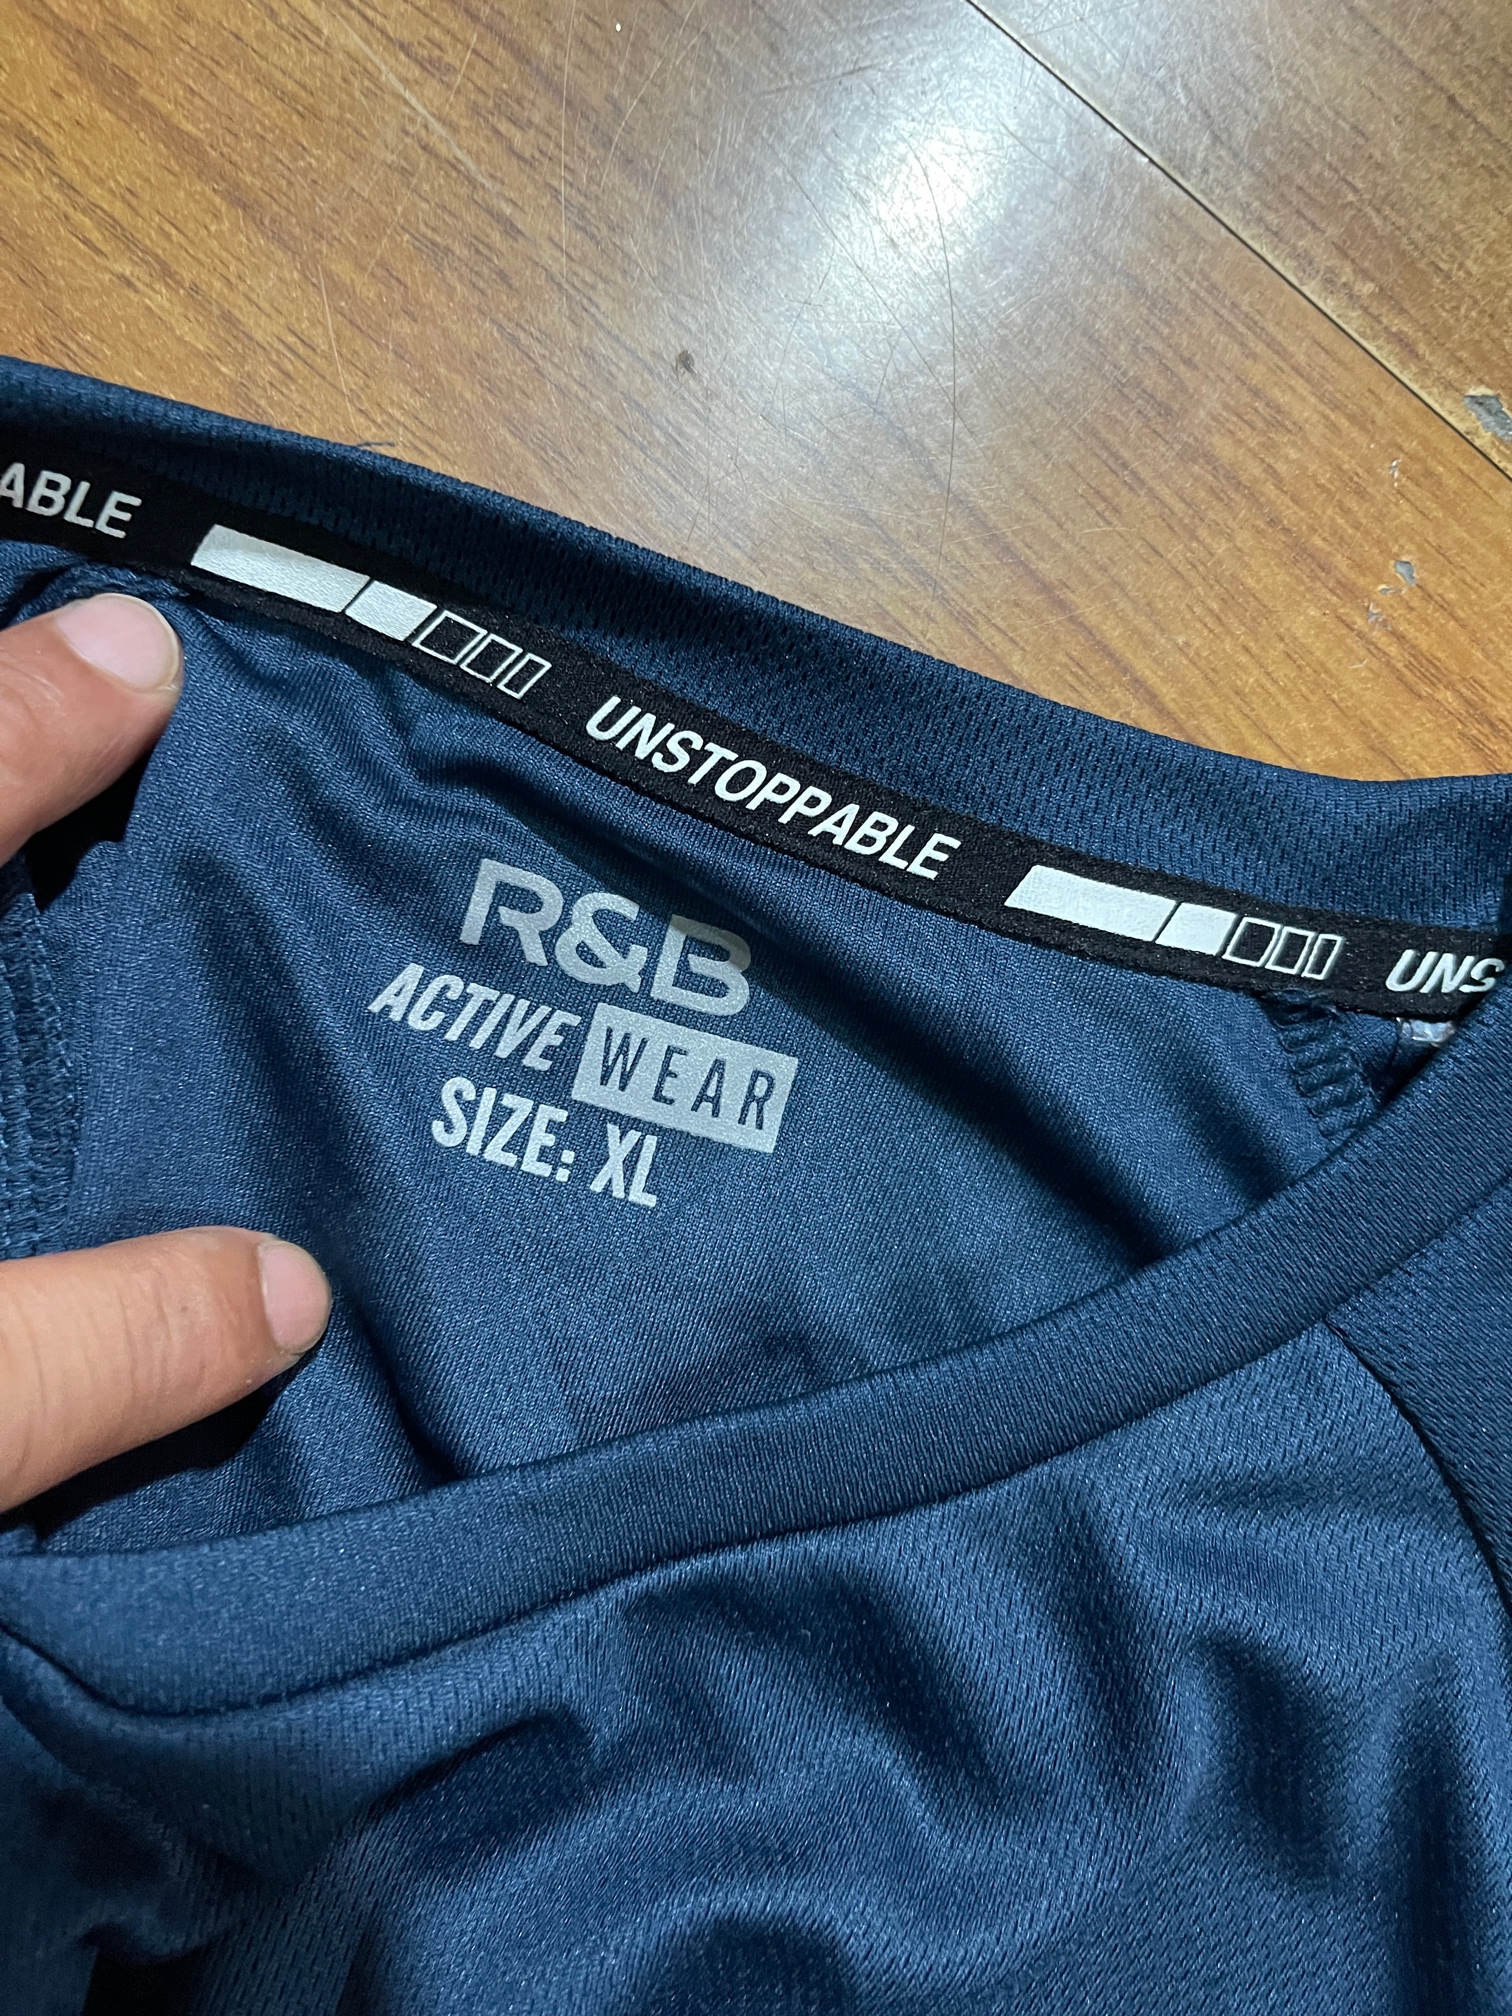 ABLE UNSTOPPABLE UNS
R&B
ACTIVE WEAR
SIZE: XL